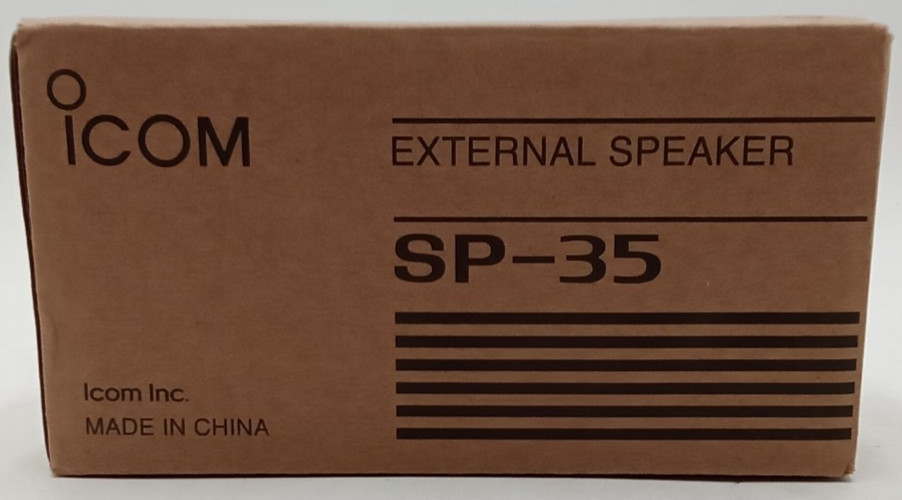 ICOM
EXTERNAL SPEAKER
SP-35
Icom Inc.
MADE IN CHINA